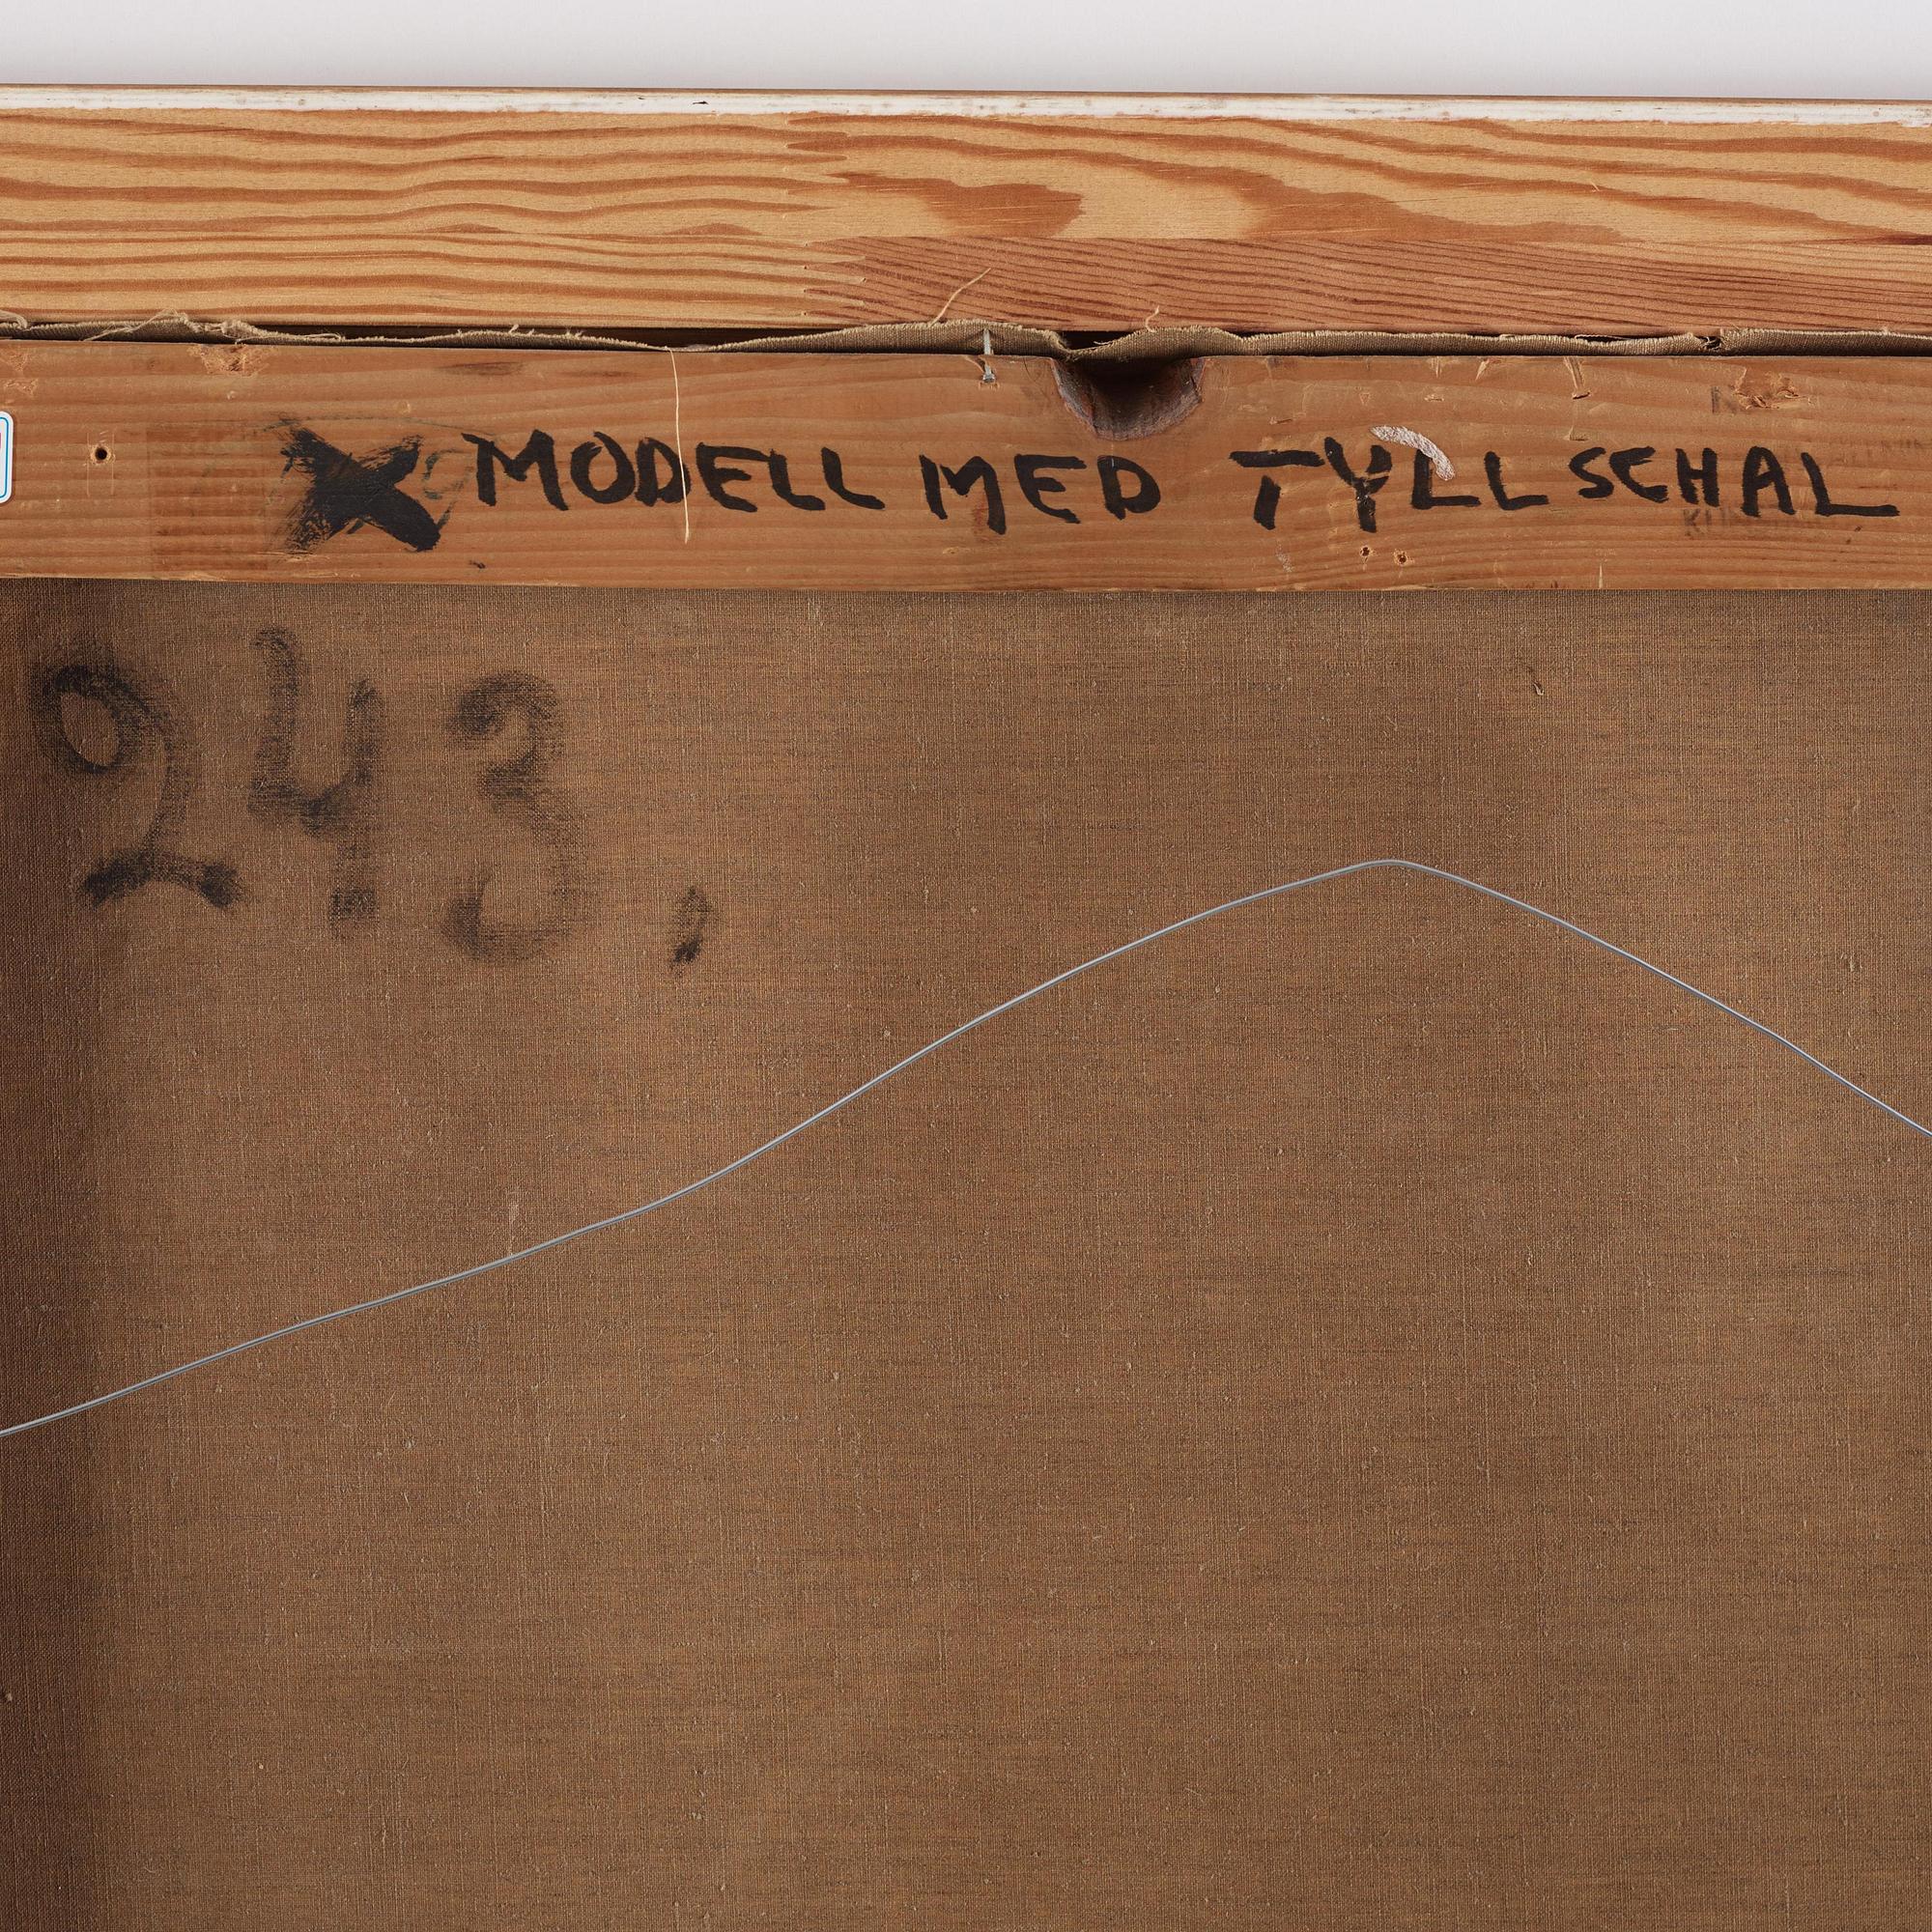 X MODELL MED TYLLSCHAL
243,